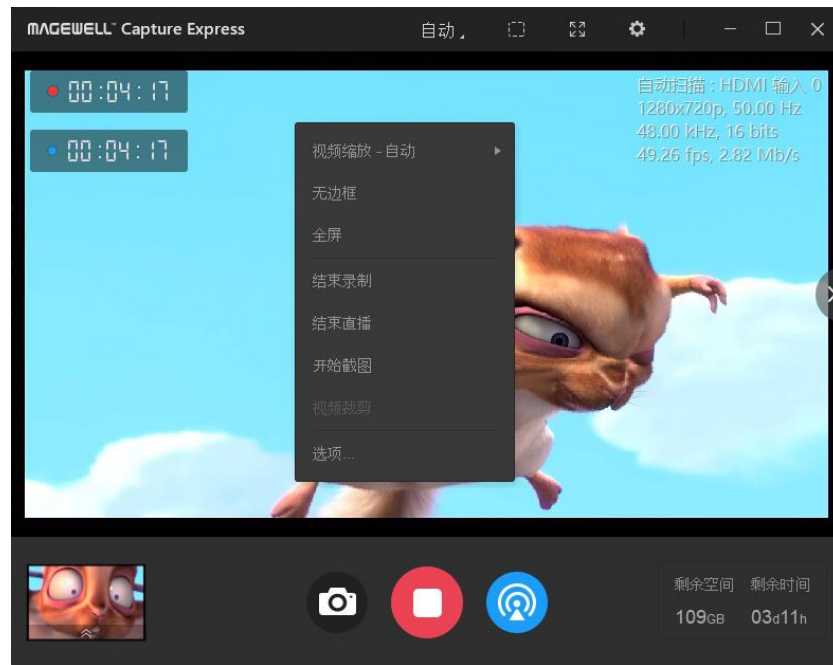 MAGEWELL™ Capture Express
自动
00:04:17
00:04:17
自动扫描 : HDMI 输入 0
1280x720p, 50.00 Hz
48.00 kHz, 16 bits
49.26 fps, 2.82 Mb/s
视频缩放 - 自动
无边框
全屏
结束录制
结束直播
开始截图
视频裁剪
选项...
剩余空间 剩余时间
109GB 03d11h